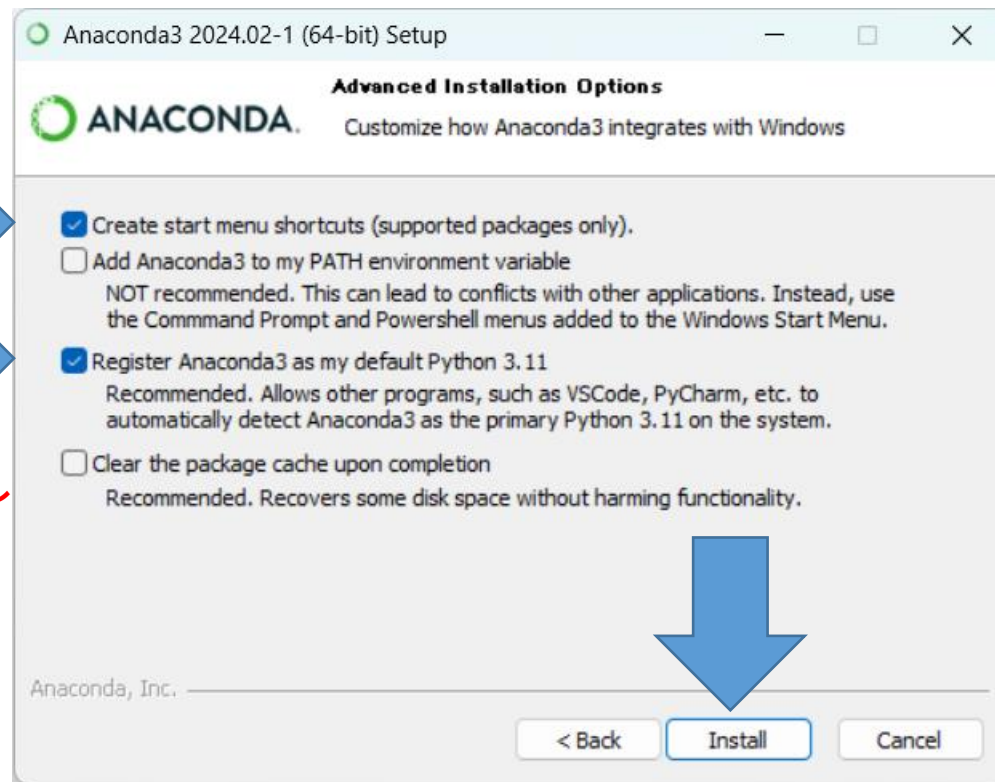 Anaconda3 2024.02-1 (64-bit) Setup
Advanced Installation Options
ANACONDA.
Customize how Anaconda3 integrates with Windows
Create start menu shortcuts (supported packages only).
Add Anaconda3 to my PATH environment variable
NOT recommended. This can lead to conflicts with other applications. Instead, use
the Commmand Prompt and Powershell menus added to the Windows Start Menu.
Register Anaconda3 as my default Python 3.11
Recommended. Allows other programs, such as VSCode, PyCharm, etc. to
automatically detect Anaconda3 as the primary Python 3.11 on the system.
Clear the package cache upon completion
Recommended. Recovers some disk space without harming functionality.
Anaconda, Inc.
< Back
Install
Cancel